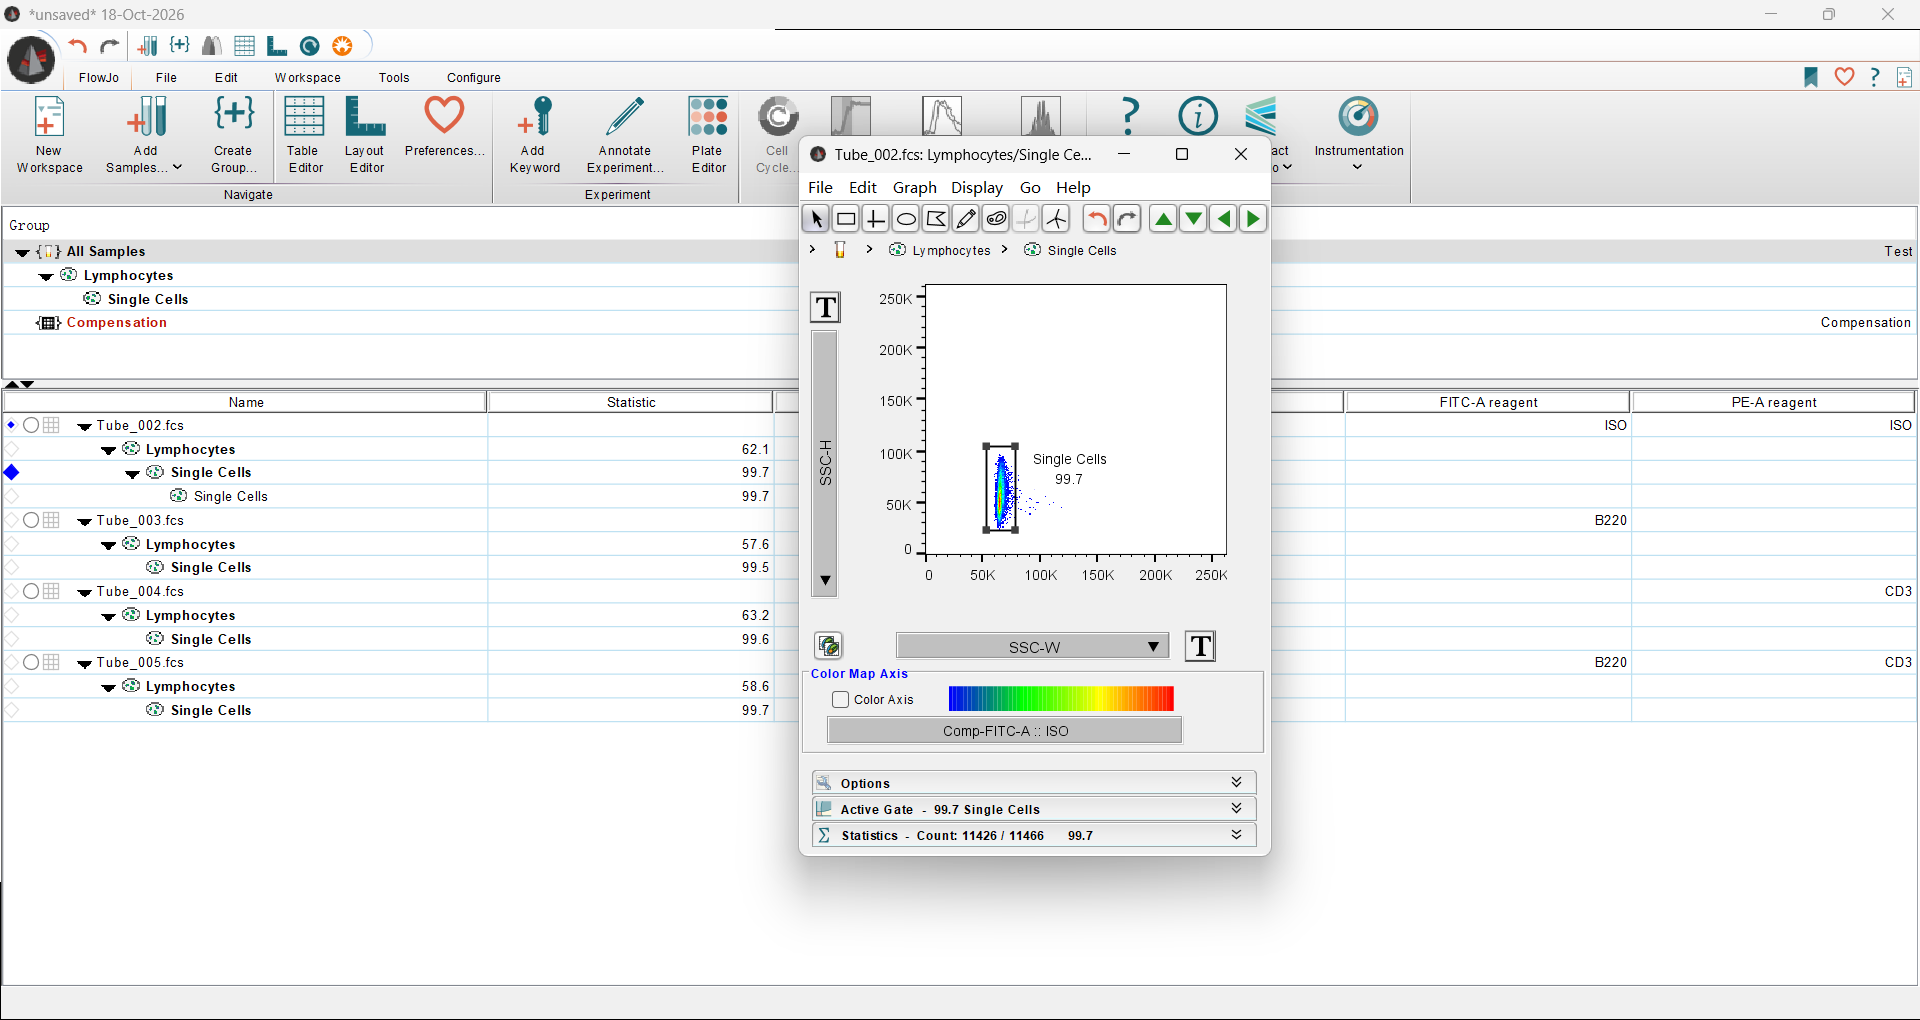 *unsaved* 18-Oct-2026
FlowJo File Edit Workspace Tools Configure
New Workspace
Add Samples...
Create Group...
Table Editor
Layout Editor
Preferences...
Add Keyword
Annotate Experiment...
Plate Editor
Cell Cycle...
Instrumentation
Navigate
Experiment
Group
All Samples Test
Lymphocytes
Single Cells
Compensation Compensation
Name Statistic FITC-A reagent PE-A reagent
Tube_002.fcs ISO ISO
Lymphocytes 62.1
Single Cells 99.7
Single Cells 99.7
Tube_003.fcs B220
Lymphocytes 57.6
Single Cells 99.5
Tube_004.fcs CD3
Lymphocytes 63.2
Single Cells 99.6
Tube_005.fcs B220 CD3
Lymphocytes 58.6
Single Cells 99.7
Tube_002.fcs: Lymphocytes/Single Ce...
File Edit Graph Display Go Help
> > Lymphocytes > Single Cells
T
SSC-H
250K
200K
150K
100K
50K
0
Single Cells
99.7
0 50K 100K 150K 200K 250K
SSC-W
T
Color Map Axis
Color Axis
Comp-FITC-A :: ISO
Options
Active Gate - 99.7 Single Cells
Statistics - Count: 11426 / 11466 99.7